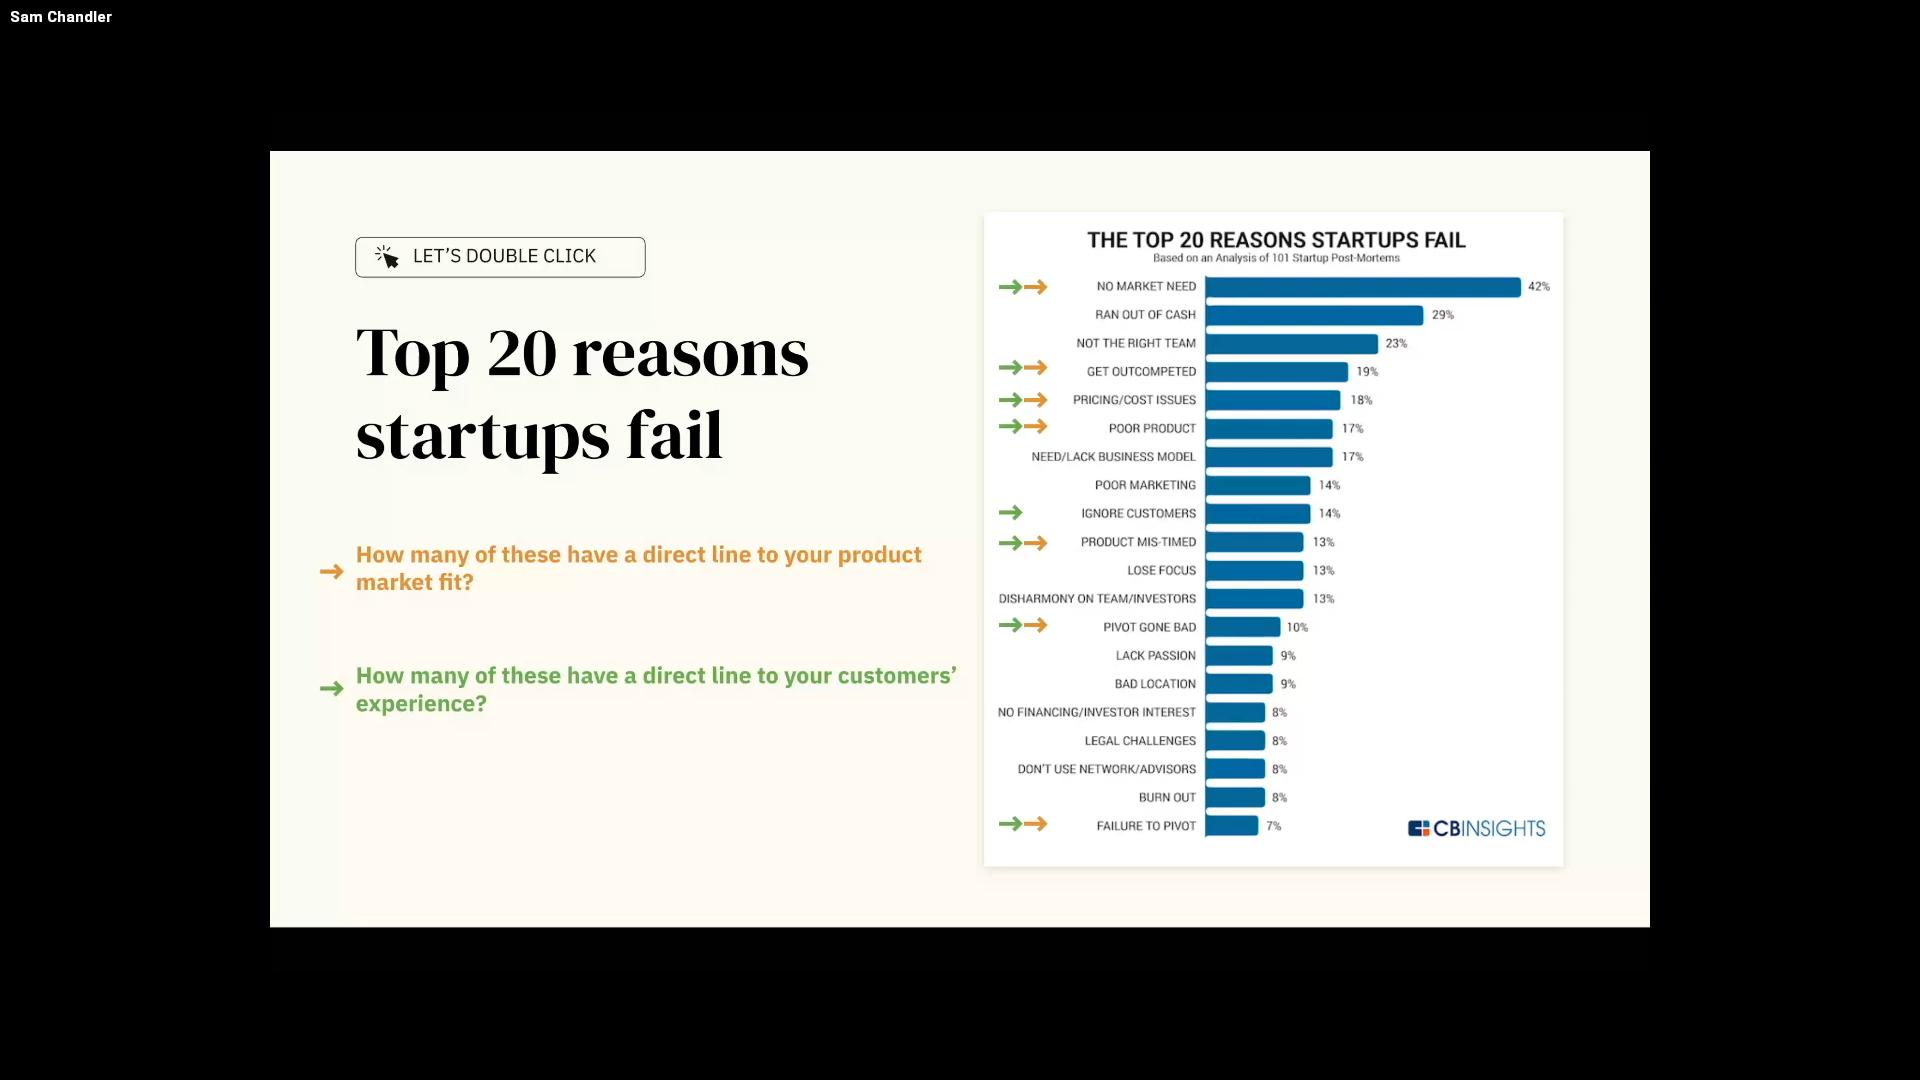 Sam Chandler
LET'S DOUBLE CLICK
Top 20 reasons
startups fail
How many of these have a direct line to your product
market fit?
How many of these have a direct line to your customers'
experience?
THE TOP 20 REASONS STARTUPS FAIL
Based on an Analysis of 101 Startup Post-Mortems
NO MARKET NEED 42%
RAN OUT OF CASH 29%
NOT THE RIGHT TEAM 23%
GET OUTCOMPETED 19%
PRICING/COST ISSUES 18%
POOR PRODUCT 17%
NEED/LACK BUSINESS MODEL 17%
POOR MARKETING 14%
IGNORE CUSTOMERS 14%
PRODUCT MIS-TIMED 13%
LOSE FOCUS 13%
DISHARMONY ON TEAM/INVESTORS 13%
PIVOT GONE BAD 10%
LACK PASSION 9%
BAD LOCATION 9%
NO FINANCING/INVESTOR INTEREST 8%
LEGAL CHALLENGES 8%
DON'T USE NETWORK/ADVISORS 8%
BURN OUT 8%
FAILURE TO PIVOT 7%
CBINSIGHTS